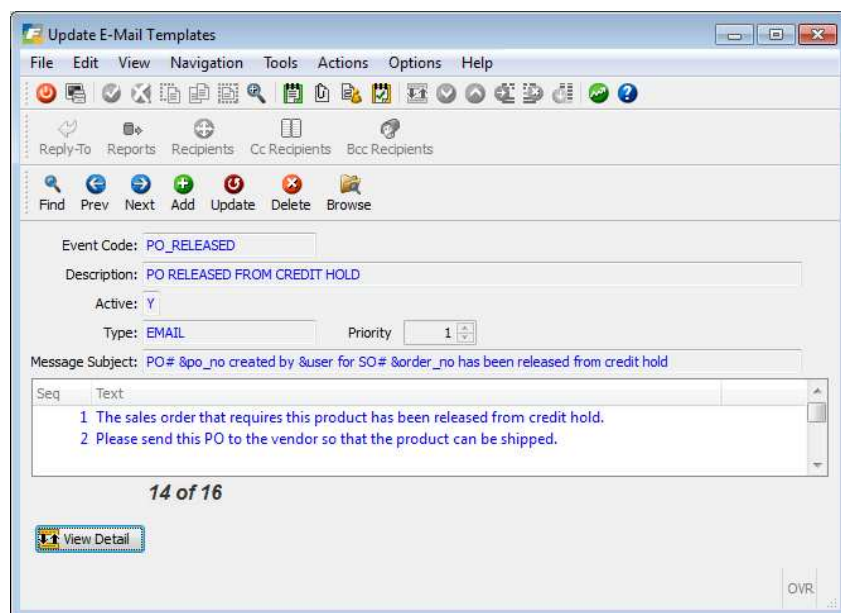 Update E-Mail Templates
File Edit View Navigation Tools Actions Options Help
Reply-To Reports Recipients Cc Recipients Bcc Recipients
Find Prev Next Add Update Delete Browse
Event Code: PO_RELEASED
Description: PO RELEASED FROM CREDIT HOLD
Active: Y
Type: EMAIL Priority 1
Message Subject: PO# &po_no created by &user for SO# &order_no has been released from credit hold
Seq Text
1 The sales order that requires this product has been released from credit hold.
2 Please send this PO to the vendor so that the product can be shipped.
14 of 16
View Detail
OVR